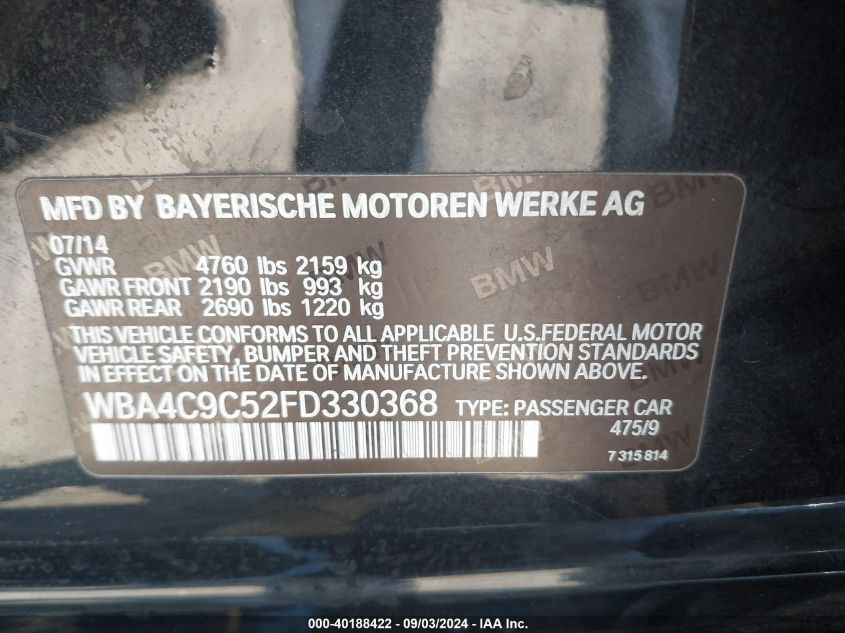 MFD BY BAYERISCHE MOTOREN WERKE AG
07/14
GVWR 4760 lbs 2159 kg
GAWR FRONT 2190 lbs 993 kg
GAWR REAR 2690 lbs 1220 kg
THIS VEHICLE CONFORMS TO ALL APPLICABLE U.S.FEDERAL MOTOR
VEHICLE SAFETY, BUMPER AND THEFT PREVENTION STANDARDS
IN EFFECT ON THE DATE OF MANUFACTURE SHOWN ABOVE.
WBA4C9C52FD330368 TYPE: PASSENGER CAR
475/9
7 315 814
000-40188422 - 09/03/2024 - IAA Inc.